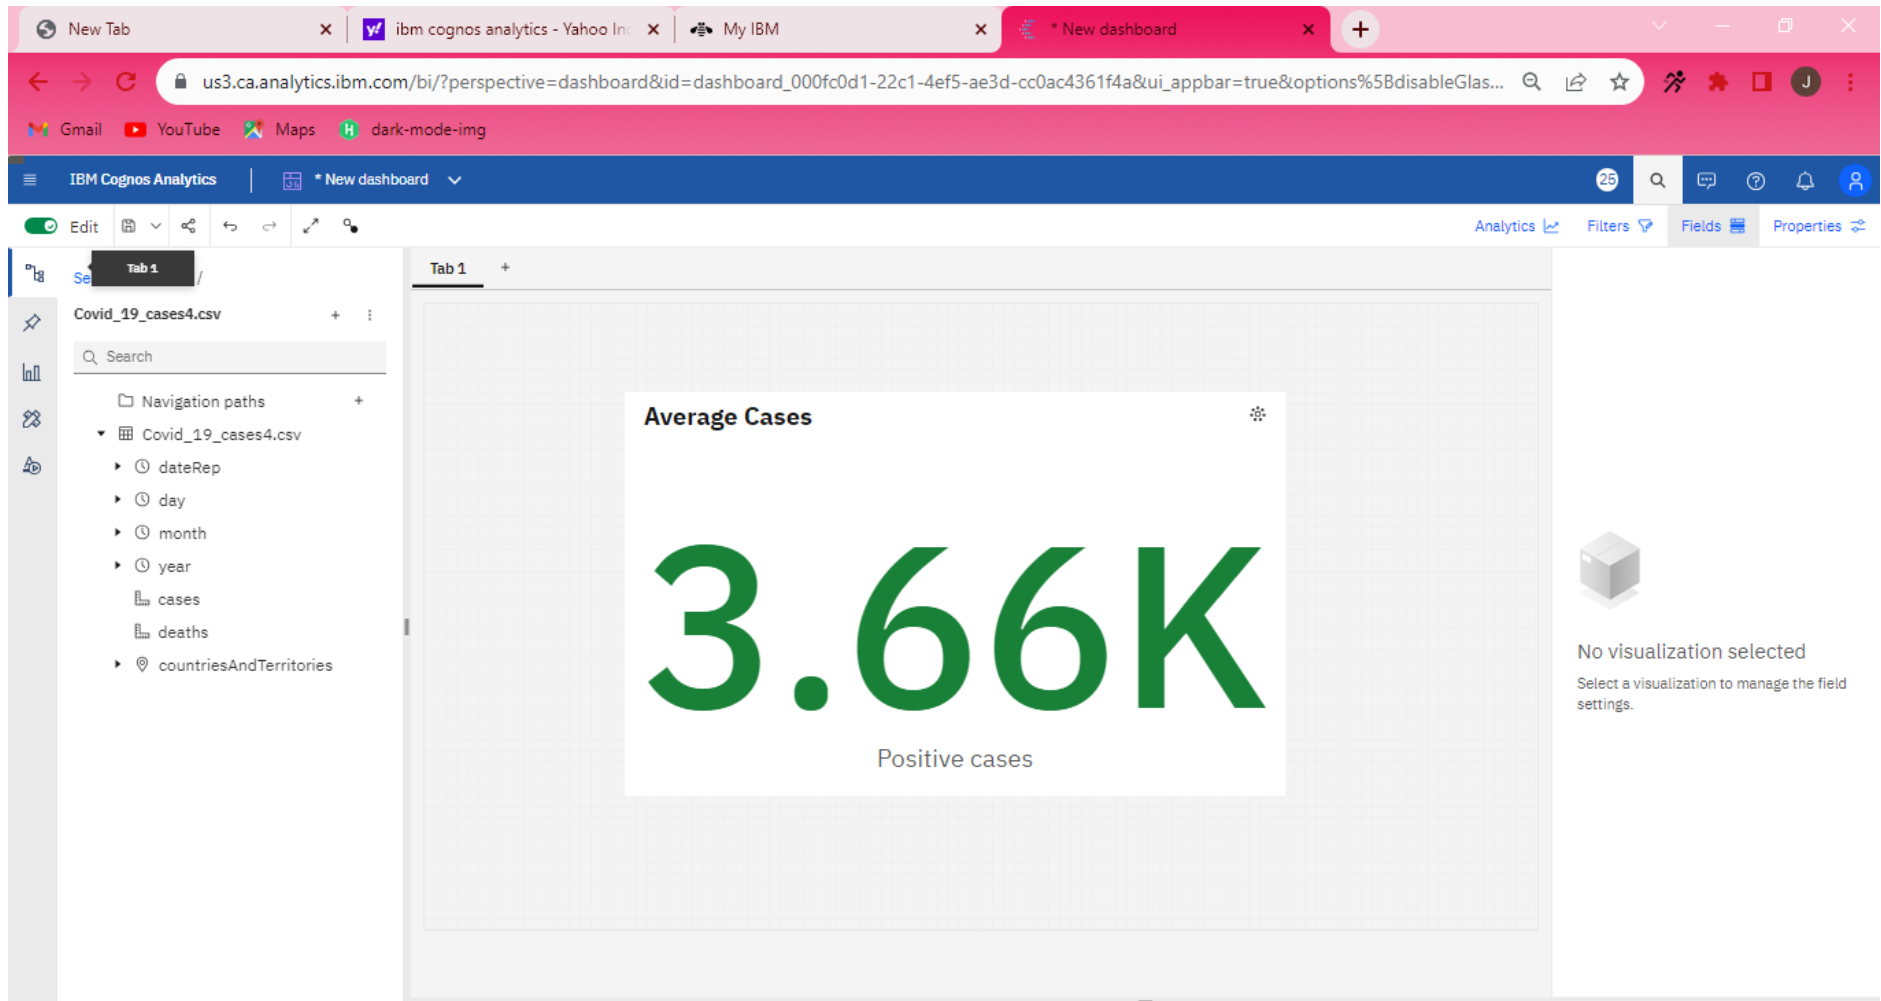 New Tab
ibm cognos analytics - Yahoo In
My IBM
* New dashboard
us3.ca.analytics.ibm.com/bi/?perspective=dashboard&id=dashboard_000fc0d1-22c1-4ef5-ae3d-cc0ac4361f4a&ui_appbar=true&options%5BdisableGlas...
J
Gmail
YouTube
Maps
H
dark-mode-img
IBM Cognos Analytics
* New dashboard
25
Edit
Analytics
Filters
Fields
Properties
Se
Tab 1
/
Tab 1
Covid_19_cases4.csv
Search
Navigation paths
Covid_19_cases4.csv
dateRep
day
month
year
cases
deaths
countriesAndTerritories
Average Cases
3.66K
Positive cases
No visualization selected
Select a visualization to manage the field
settings.